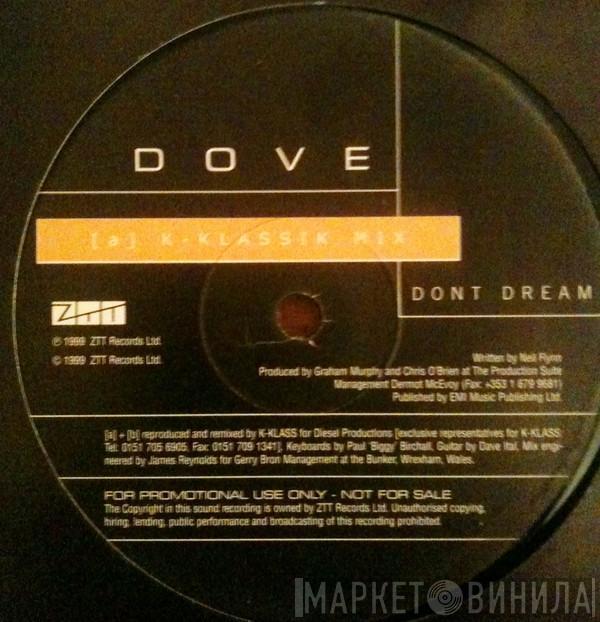 DOVE
[a] K-KLASSIK MIX
DONT DREAM
ZTT
℗ 1999 ZTT Records Ltd.
© 1999 ZTT Records Ltd.
Written by Neil Flynn
Produced by Graham Murphy and Chris O'Brien at The Production Suite
Management Dermot McEvoy (Fax: +353 1 679 9681)
Published by EMI Music Publishing Ltd.
[a] + [b] reproduced and remixed by K-KLASS for Diesel Productions [exclusive representatives for K-KLASS
Tel: 0151 705 6905. Fax: 0151 709 1341]. Keyboards by Paul 'Biggy' Birchall. Guitar by Dave Ital. Mix engi-
neered by James Reynolds for Gerry Bron Management at the Bunker, Wrexham, Wales.
FOR PROMOTIONAL USE ONLY - NOT FOR SALE
The Copyright in this sound recording is owned by ZTT Records Ltd. Unauthorised copying,
hiring, lending, public performance and broadcasting of this recording prohibited.
МАРКЕТ ВИНИЛА